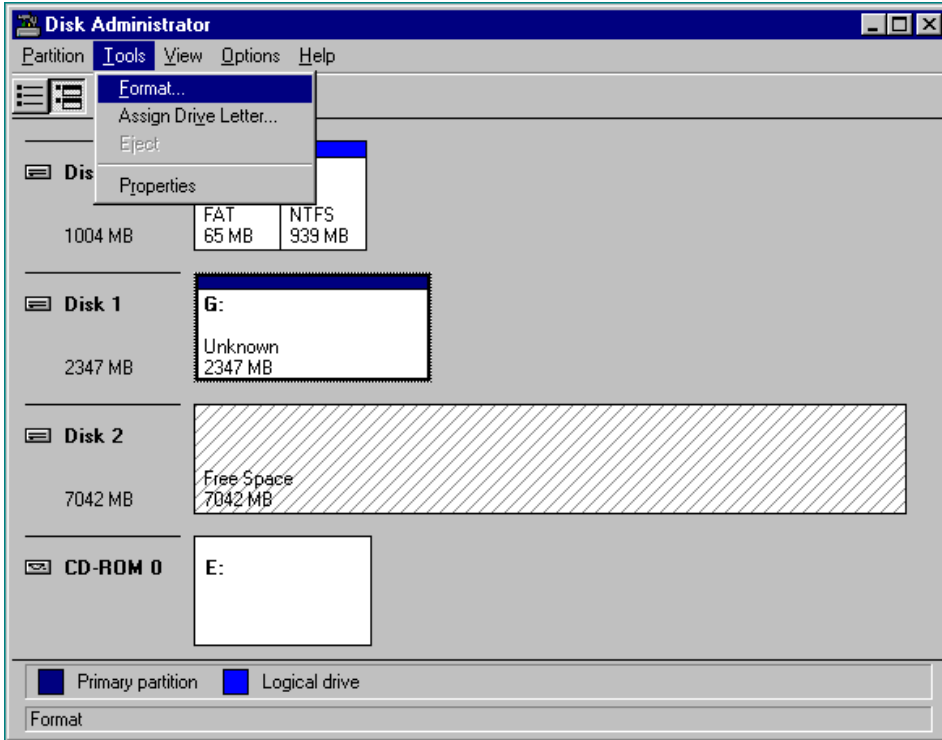 Disk Administrator
Partition Tools View Options Help
Format...
Assign Drive Letter...
Eject
Properties
Dis
1004 MB
FAT
65 MB
NTFS
939 MB
Disk 1
2347 MB
G:
Unknown
2347 MB
Disk 2
7042 MB
Free Space
7042 MB
CD-ROM 0
E:
Primary partition Logical drive
Format